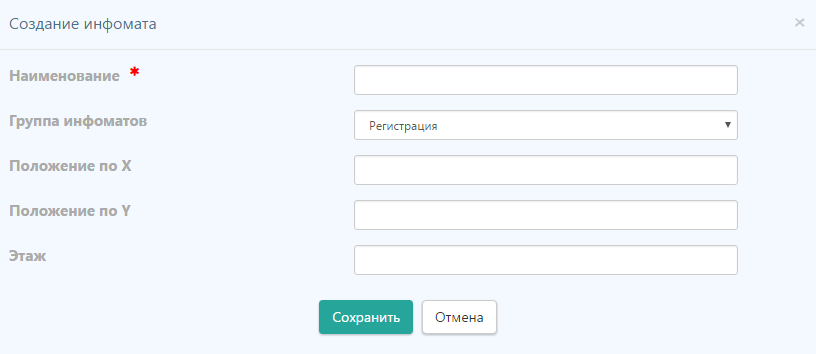 Создание инфомата ×
Наименование *
Группа инфоматов Регистрация
Положение по X
Положение по Y
Этаж
Сохранить Отмена